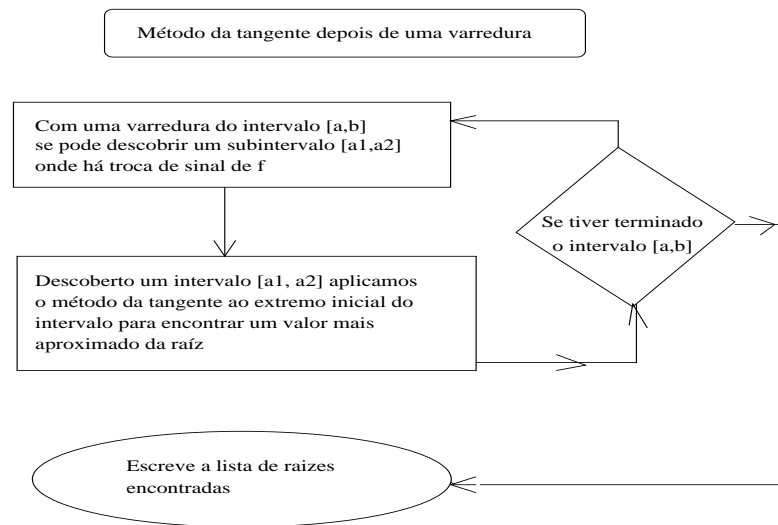 Método da tangente depois de uma varredura
Com uma varredura do intervalo [a,b]
se pode descobrir um subintervalo [a1,a2]
onde há troca de sinal de f
Se tiver terminado
o intervalo [a,b]
Descoberto um intervalo [a1, a2] aplicamos
o método da tangente ao extremo inicial do
intervalo para encontrar um valor mais
aproximado da raíz
Escreve a lista de raizes
encontradas